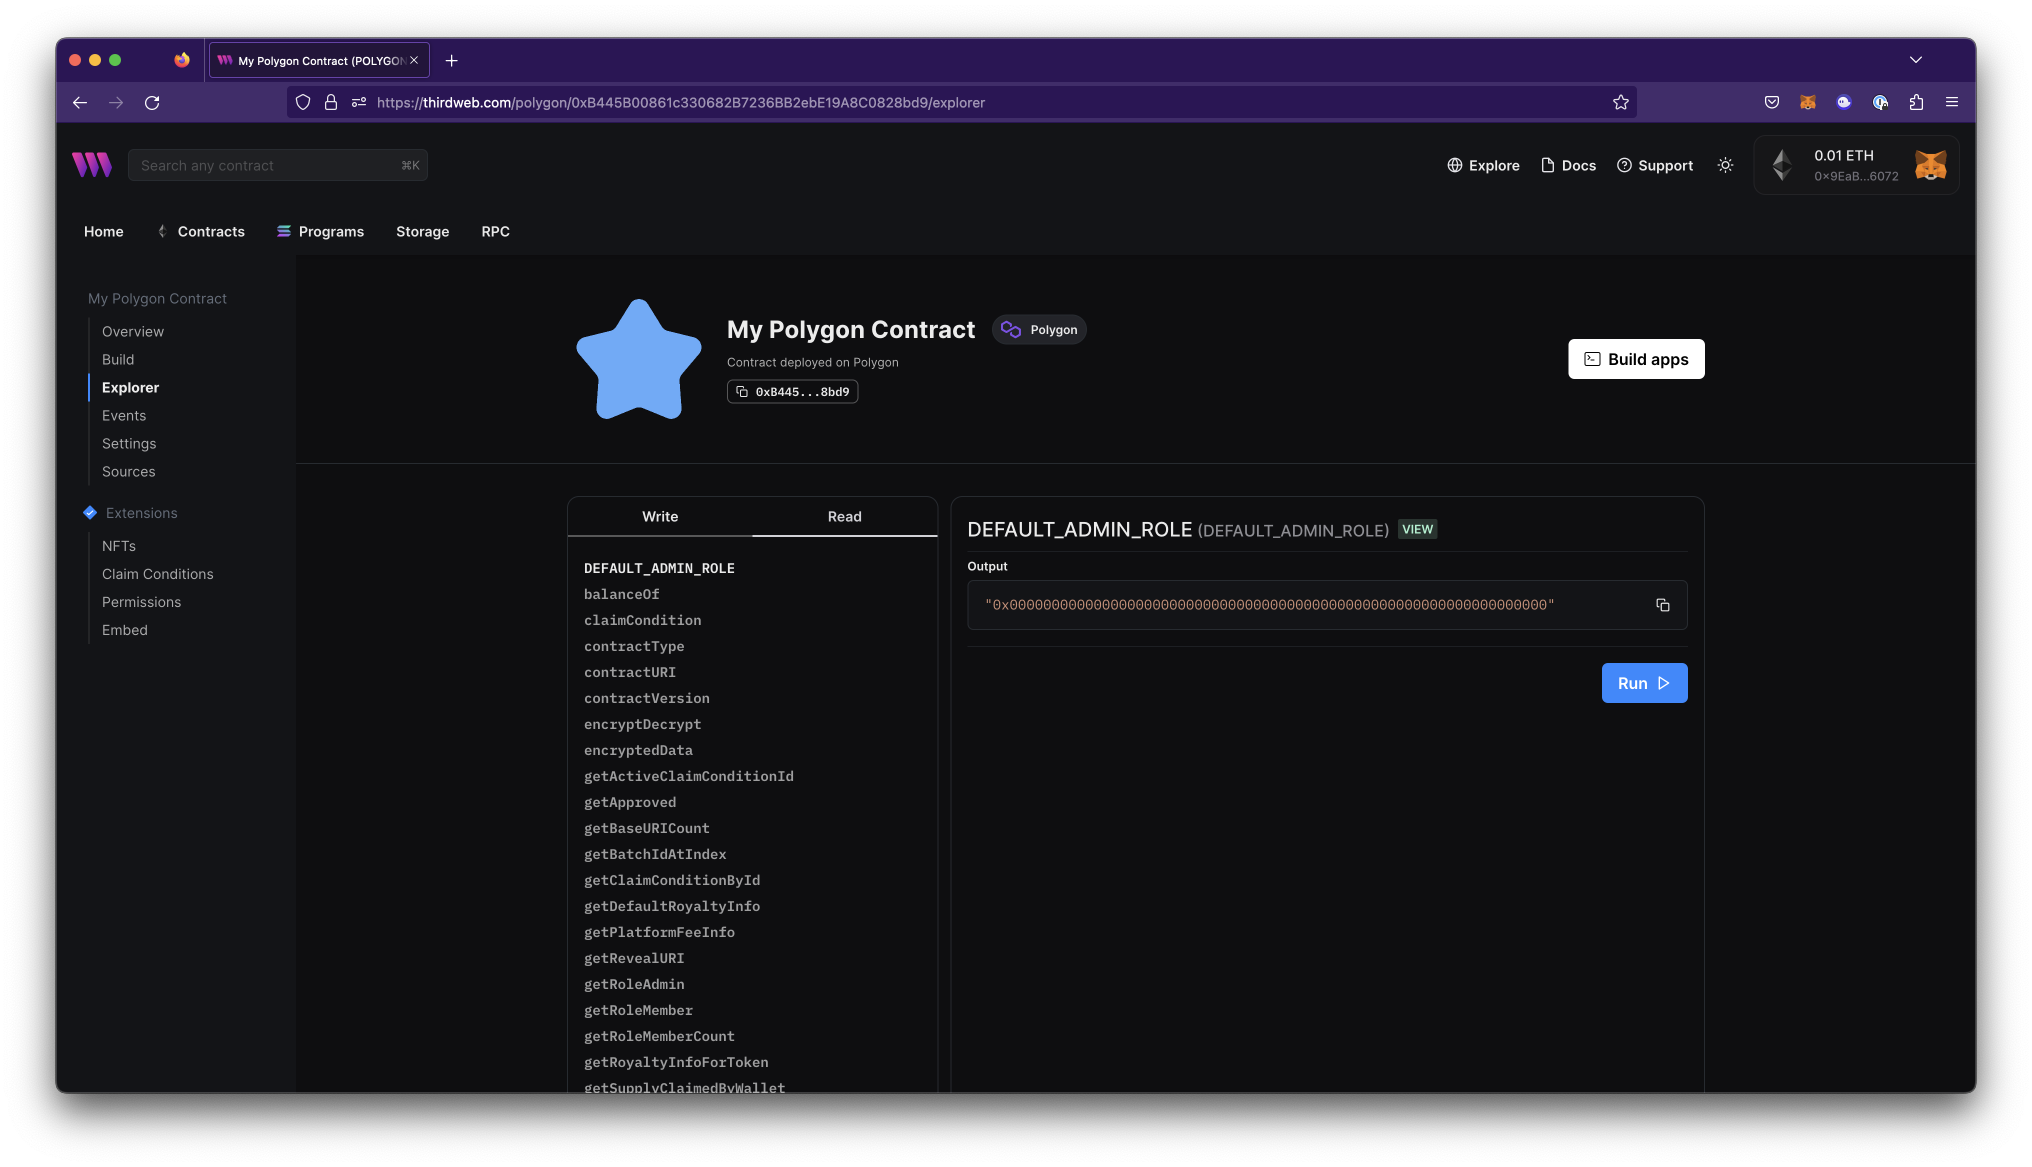 My Polygon Contract (POLYGON
https://thirdweb.com/polygon/0xB445B00861c330682B7236BB2ebE19A8C0828bd9/explorer
Search any contract ⌘K
Explore
Docs
Support
0.01 ETH
0x9EaB...6072
Home
Contracts
Programs
Storage
RPC
My Polygon Contract
Overview
Build
Explorer
Events
Settings
Sources
Extensions
NFTs
Claim Conditions
Permissions
Embed
My Polygon Contract
Polygon
Contract deployed on Polygon
0xB445...8bd9
Build apps
Write
Read
DEFAULT_ADMIN_ROLE
balanceOf
claimCondition
contractType
contractURI
contractVersion
encryptDecrypt
encryptedData
getActiveClaimConditionId
getApproved
getBaseURICount
getBatchIdAtIndex
getClaimConditionById
getDefaultRoyaltyInfo
getPlatformFeeInfo
getRevealURI
getRoleAdmin
getRoleMember
getRoleMemberCount
getRoyaltyInfoForToken
getSupplyClaimedByWallet
DEFAULT_ADMIN_ROLE (DEFAULT_ADMIN_ROLE) VIEW
Output
"0x0000000000000000000000000000000000000000000000000000000000000000"
Run